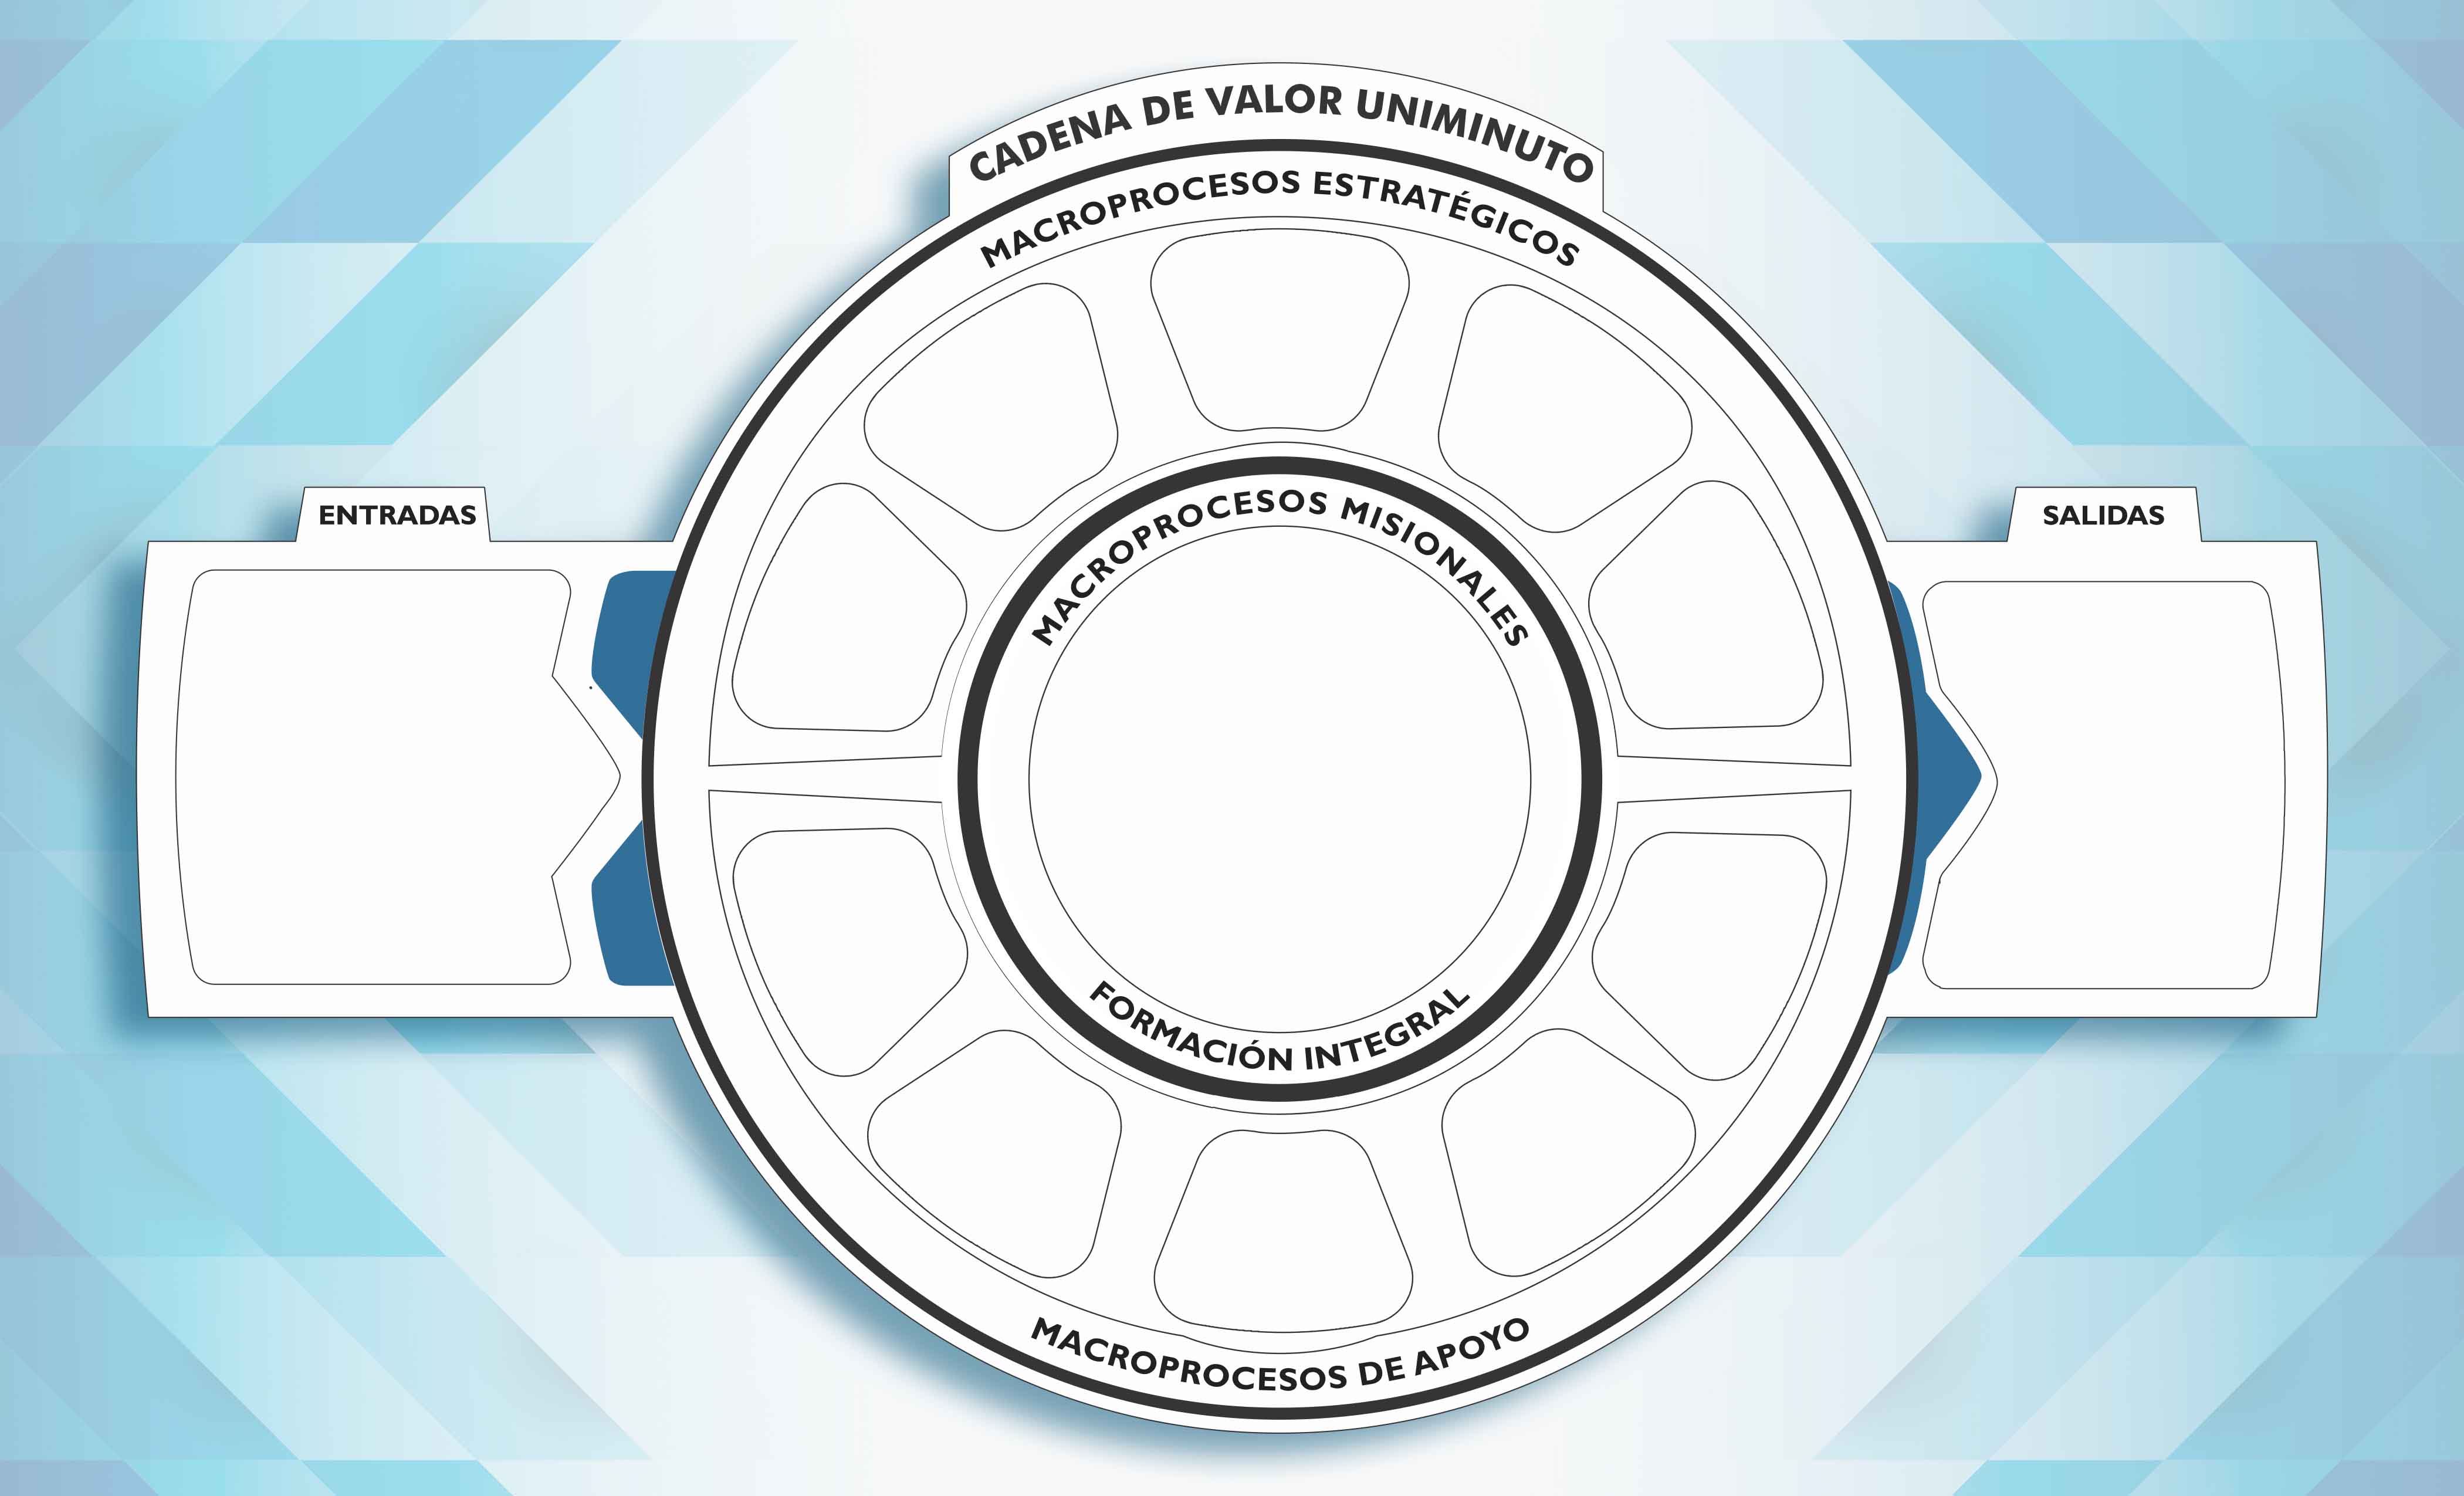 CADENA DE VALOR UNIMINUTO
MACROPROCESOS ESTRATÉGICOS
ENTRADAS
SALIDAS
MACROPROCESOS MISIONALES
FORMACIÓN INTEGRAL
MACROPROCESOS DE APOYO